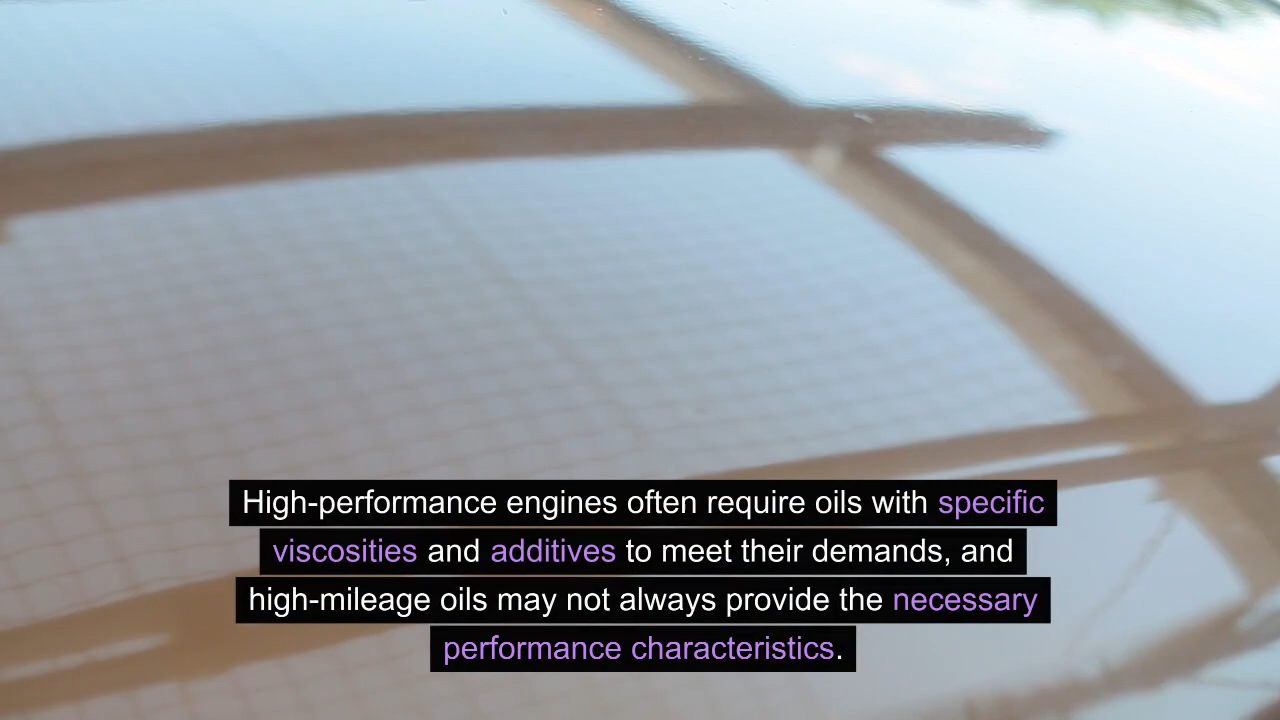 High-performance engines often require oils with specific
viscosities and additives to meet their demands, and
high-mileage oils may not always provide the necessary
performance characteristics.